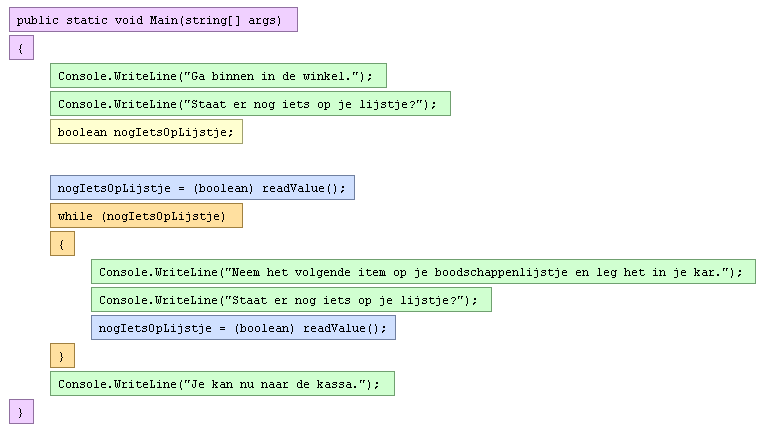 public static void Main(string[] args)
{
Console.WriteLine("Ga binnen in de winkel.");
Console.WriteLine("Staat er nog iets op je lijstje?");
boolean nogIetsOpLijstje;
nogIetsOpLijstje = (boolean) readValue();
while (nogIetsOpLijstje)
{
Console.WriteLine("Neem het volgende item op je boodschappenlijstje en leg het in je kar.");
Console.WriteLine("Staat er nog iets op je lijstje?");
nogIetsOpLijstje = (boolean) readValue();
}
Console.WriteLine("Je kan nu naar de kassa.");
}